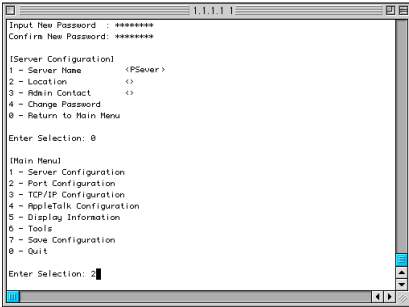 1.1.1.1 1
Input New Password : ********
Confirm New Password: ********
[Server Configuration]
1 - Server Name <PSever>
2 - Location <>
3 - Admin Contact <>
4 - Change Password
0 - Return to Main Menu
Enter Selection: 0
[Main Menu]
1 - Server Configuration
2 - Port Configuration
3 - TCP/IP Configuration
4 - AppleTalk Configuration
5 - Display Information
6 - Tools
7 - Save Configuration
0 - Quit
Enter Selection: 2